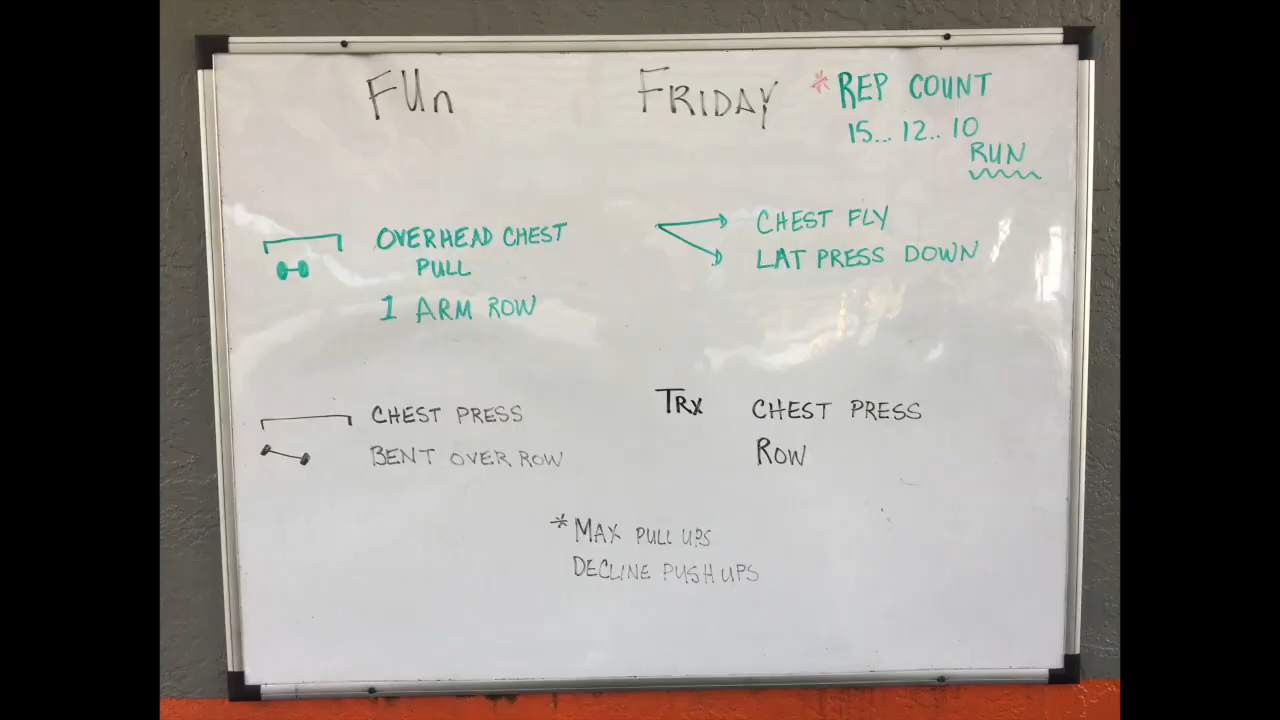 FUn FRIDAY
* REP COUNT
15... 12.. 10
RUN
OVERHEAD CHEST
PULL
1 ARM ROW
CHEST FLY
LAT PRESS DOWN
CHEST PRESS
BENT OVER ROW
TRX CHEST PRESS
ROW
* MAX PULL UPS
DECLINE PUSH UPS